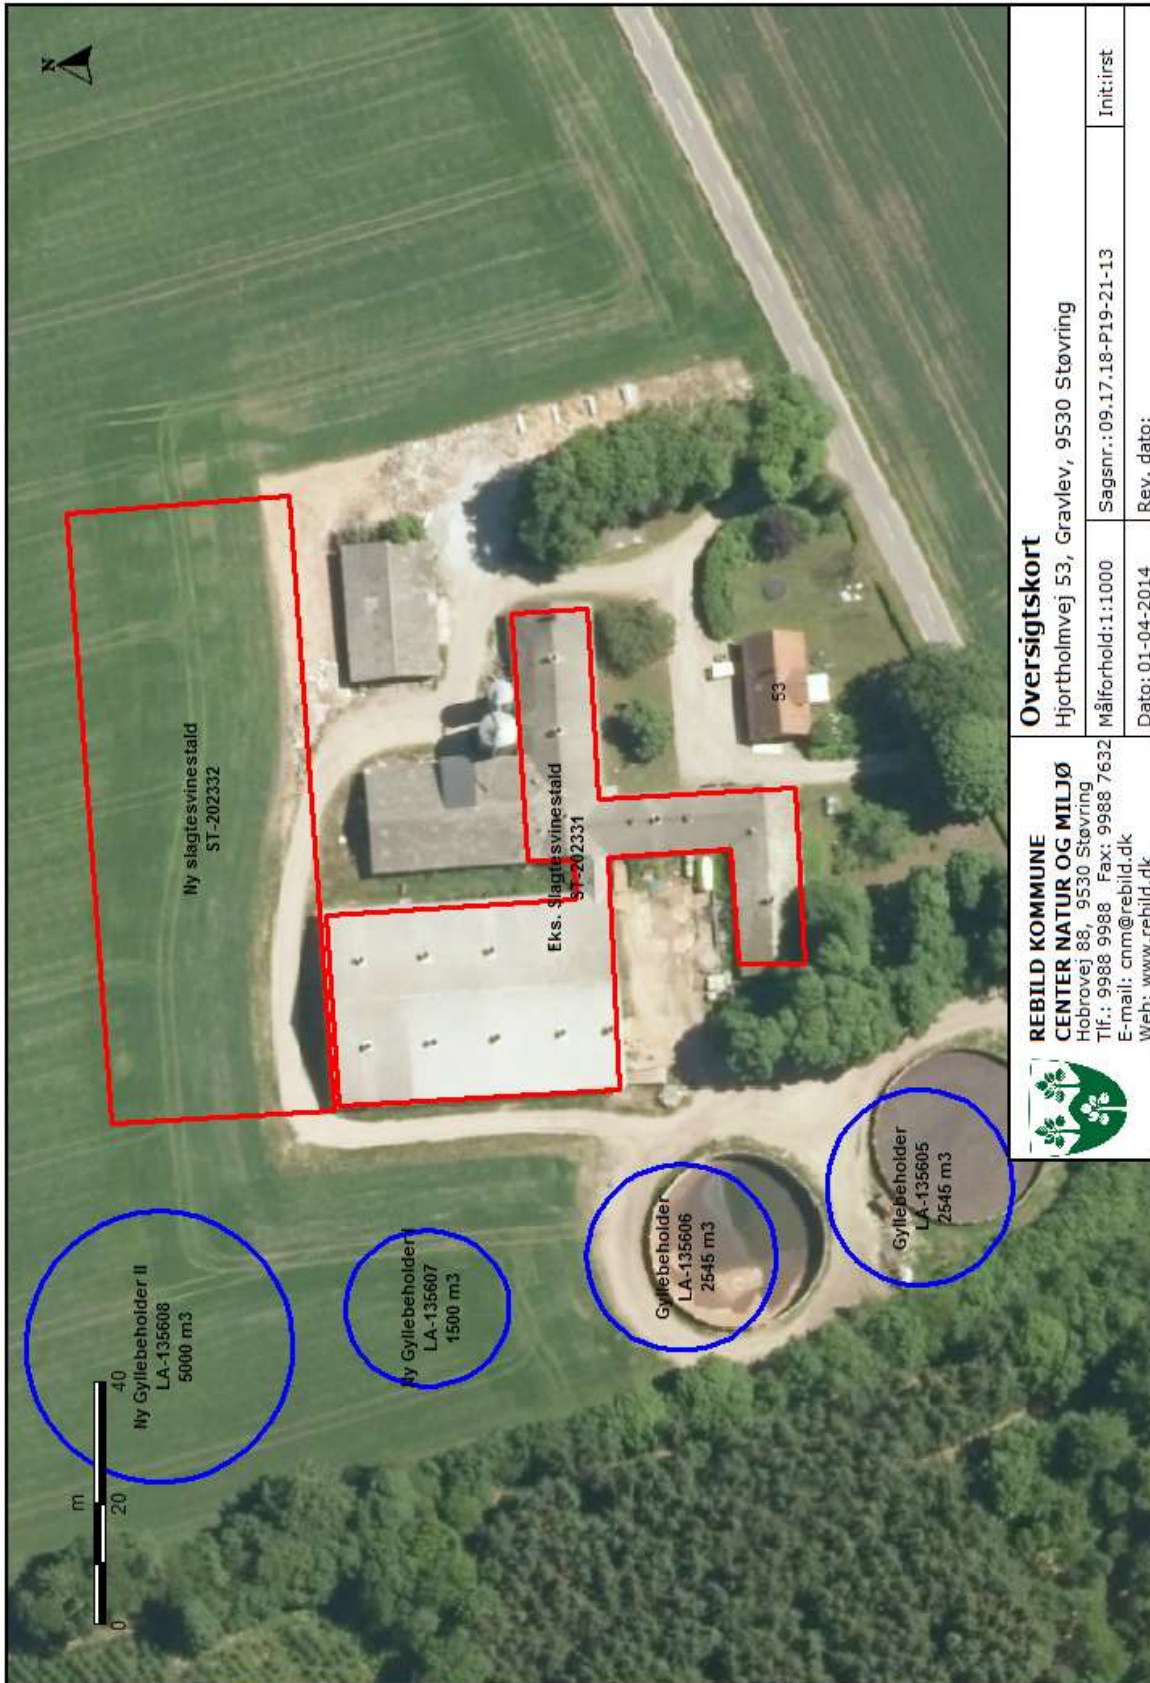 N
Ny slagtesvinestald
ST-202332
Eks. Slagtesvinestald
ST-202331
53
Ny Gyllebeholder II
LA-135608
5000 m3
Ny Gyllebeholder I
LA-135607
1500 m3
Gyllebeholder
LA-135606
2545 m3
Gyllebeholder
LA-135605
2545 m3
m
0 20 40
REBILD KOMMUNE
CENTER NATUR OG MILJØ
Hobrovej 88, 9530 Støvring
Tlf.: 9988 9988 Fax: 9988 7632
E-mail: cnm@rebild.dk
Web: www.rebild.dk
Oversigtskort
Hjortholmvej 53, Gravlev, 9530 Støvring
Målforhold:1:1000
Sagsnr.:09.17.18-P19-21-13
Init:irst
Dato: 01-04-2014
Rev. dato: